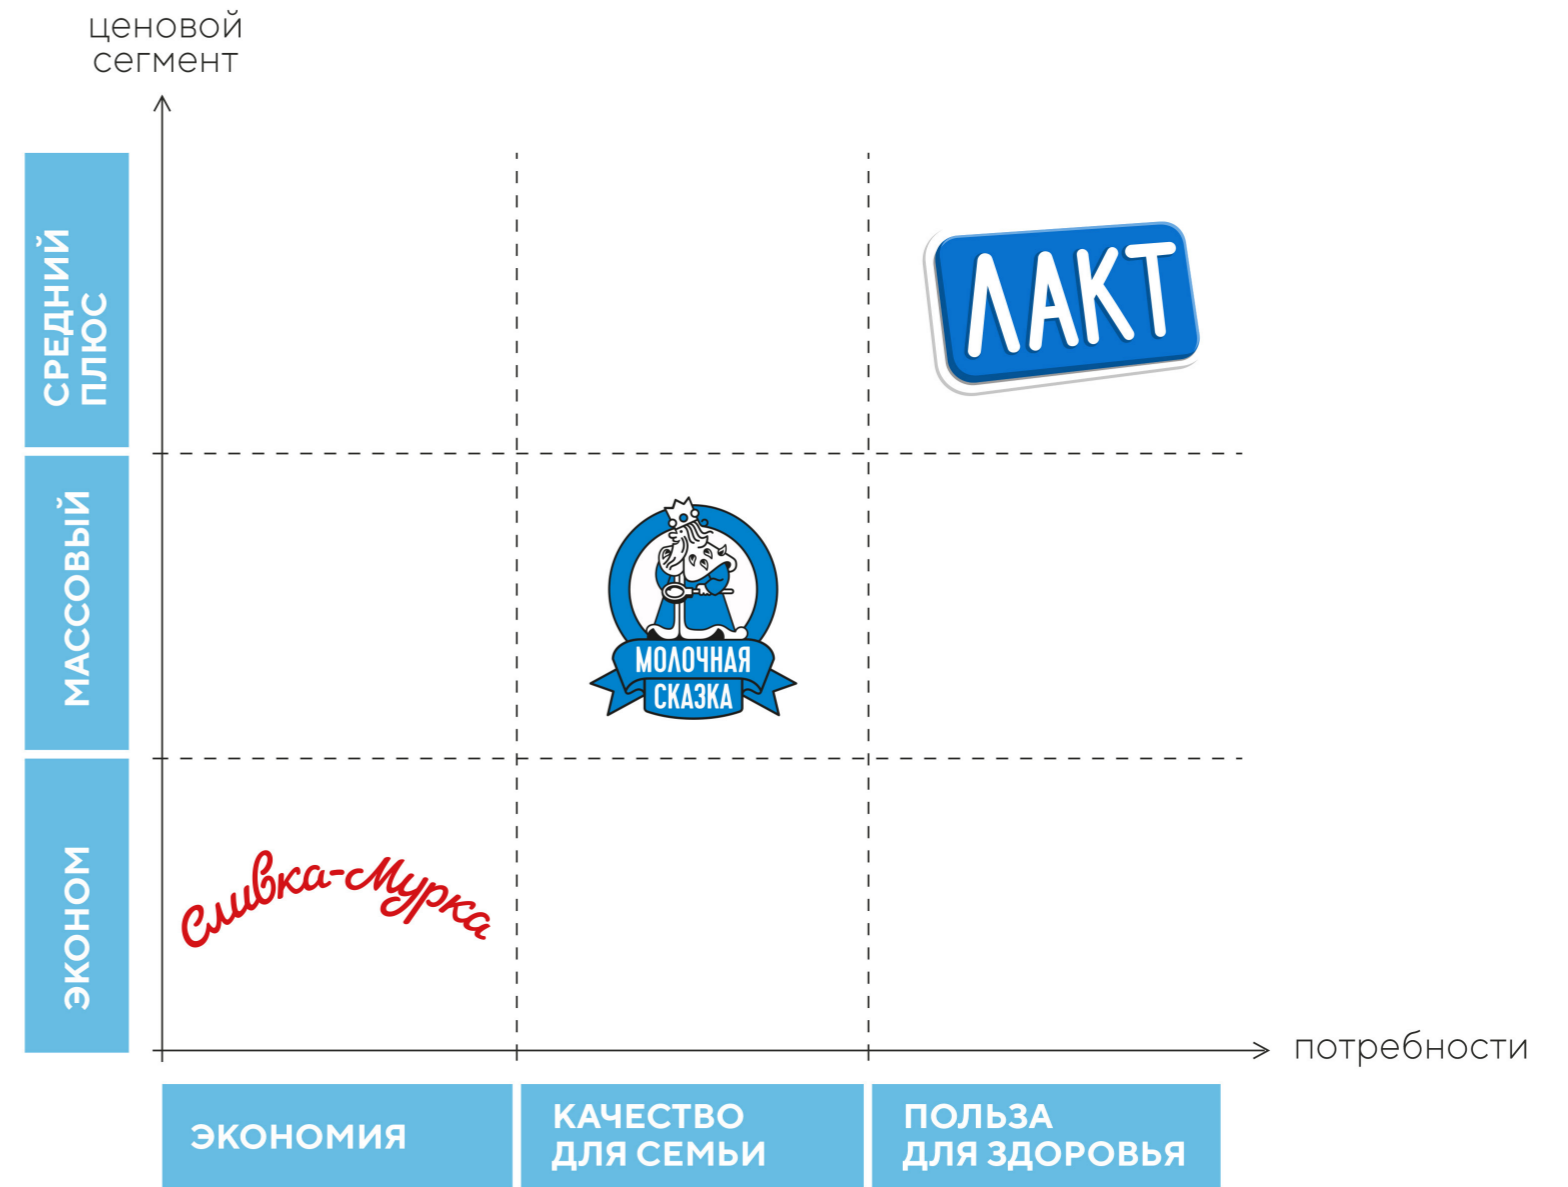 ценовой
сегмент
СРЕДНИЙ
ПЛЮС
ЛАКТ
МАССОВЫЙ
МОЛОЧНАЯ
СКАЗКА
ЭКОНОМ
Сливка-Мурка
потребности
ЭКОНОМИЯ
КАЧЕСТВО
ДЛЯ СЕМЬИ
ПОЛЬЗА
ДЛЯ ЗДОРОВЬЯ